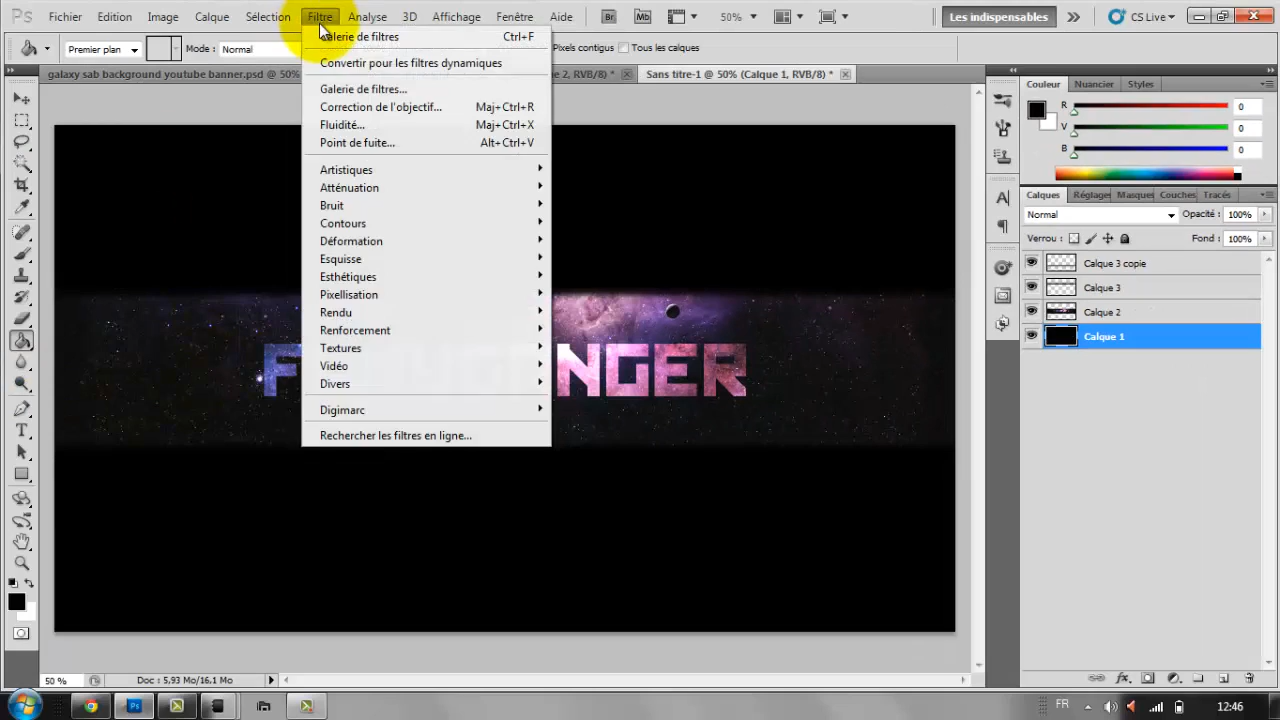 Ps Fichier Edition Image Calque Sélection Filtre Analyse 3D Affichage Fenêtre Aide Br Mb 50% Les indispensables CS Live
Premier plan Mode : Normal Pixels contigus Tous les calques
galaxy sab background youtube banner.psd @ 50% 2, RVB/8) * Sans titre-1 @ 50% (Calque 1, RVB/8) *
Galerie de filtres Ctrl+F
Convertir pour les filtres dynamiques
Galerie de filtres...
Correction de l'objectif... Maj+Ctrl+R
Fluidité... Maj+Ctrl+X
Point de fuite... Alt+Ctrl+V
Artistiques
Atténuation
Bruit
Contours
Déformation
Esquisse
Esthétiques
Pixellisation
Rendu
Renforcement
Textures
Vidéo
Divers
Digimarc
Rechercher les filtres en ligne...
F NGER
Couleur Nuancier Styles
R 0
V 0
B 0
Calques Réglages Masques Couches Tracés
Normal Opacité : 100%
Verrou : Fond : 100%
Calque 3 copie
Calque 3
Calque 2
Calque 1
50 % Doc : 5,93 Mo/16,1 Mo
FR 12:46